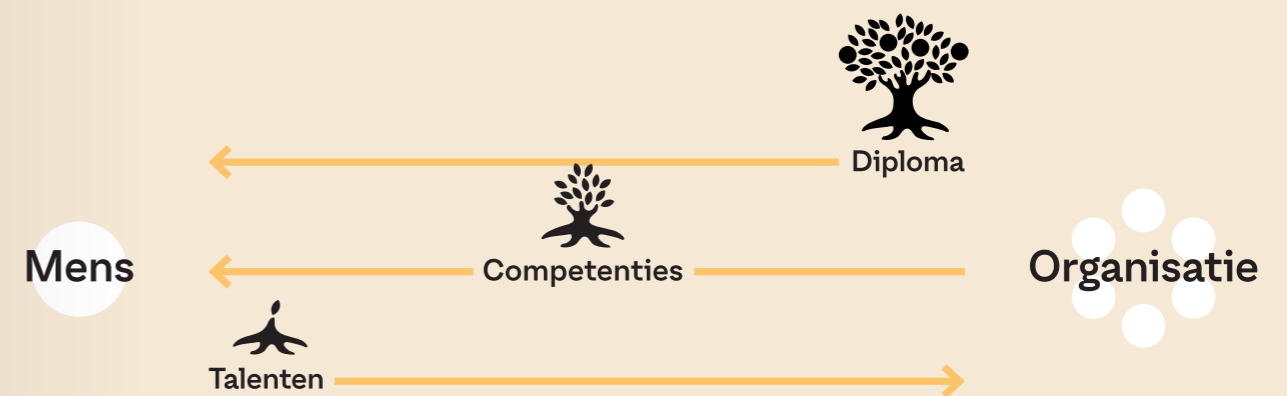 Diploma
Mens
Competenties
Organisatie
Talenten